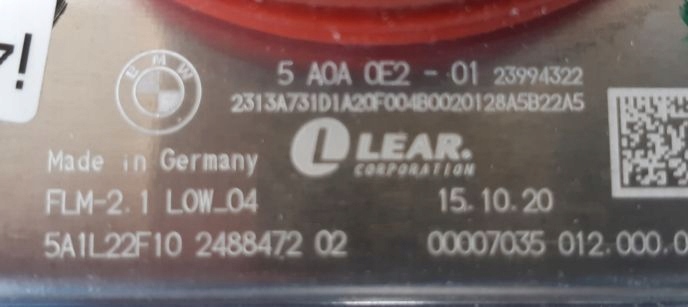 BMW
5 A0A 0E2 - 01 23994322
2313A731D1A20F004B0020128A5B22A5
LEAR.
CORPORATION
Made in Germany
FLM-2.1 LOW_04
15.10.20
5A1L22F10 2488472 02
00007035 012.000.0